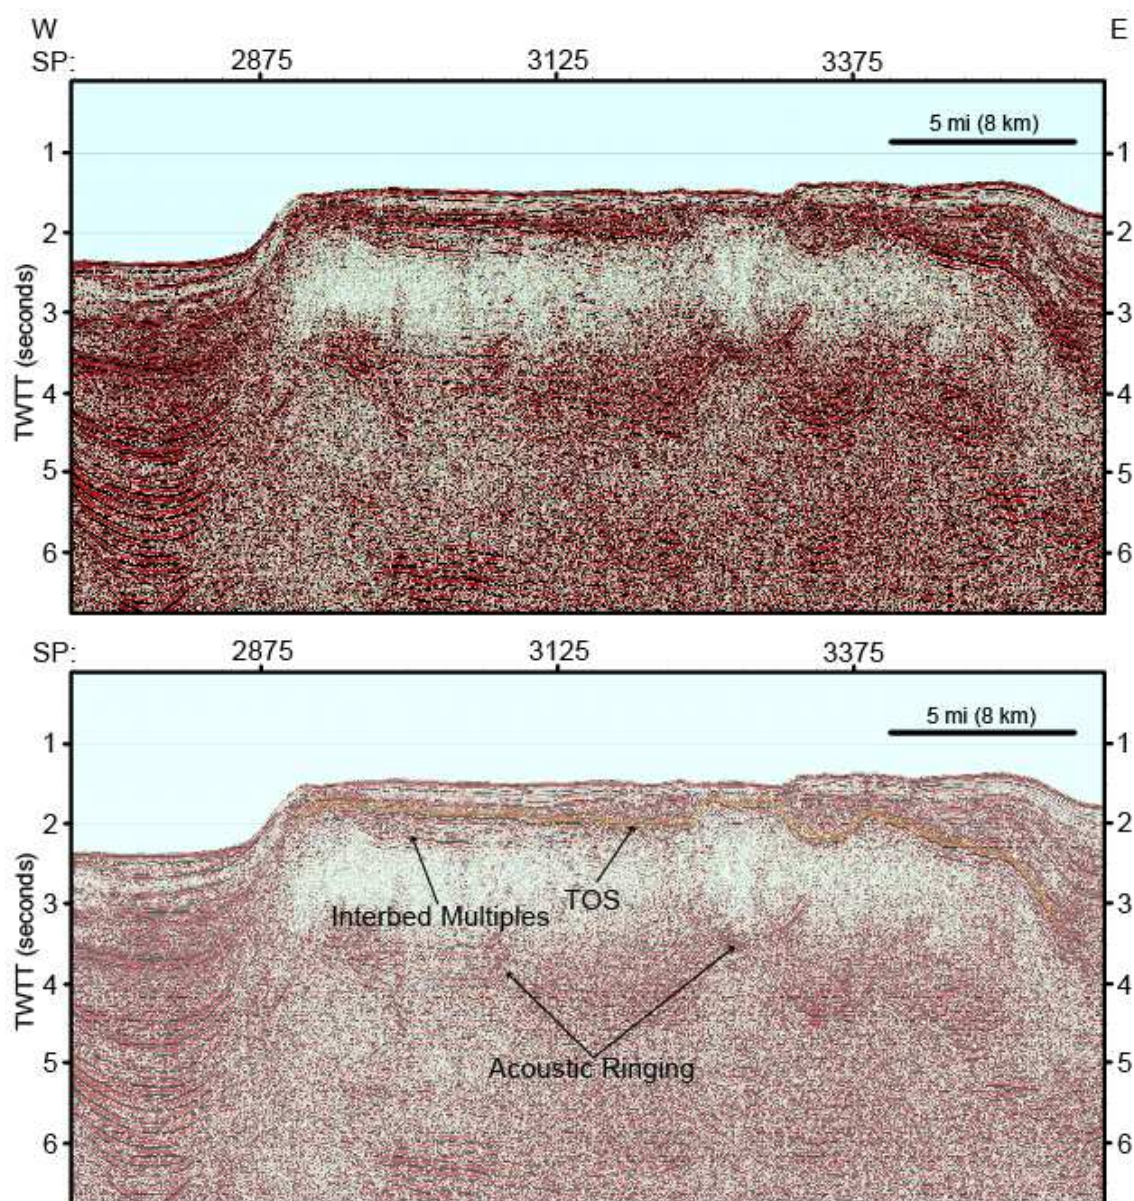 W E
SP: 2875 3125 3375
5 mi (8 km)
1 1
2 2
3 3
4 4
5 5
6 6
TWTT (seconds)
SP: 2875 3125 3375
5 mi (8 km)
1 1
2 2
TOS
Interbed Multiples
3 3
4 4
Acoustic Ringing
5 5
6 6
TWTT (seconds)